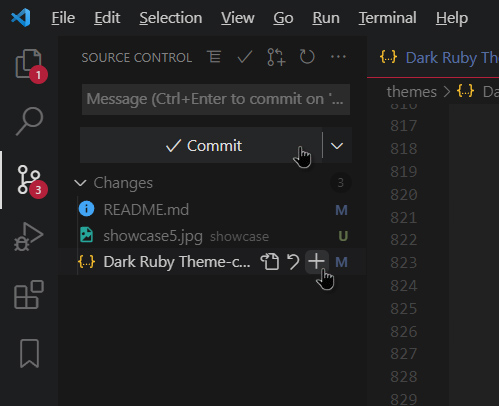 File Edit Selection View Go Run Terminal Help
SOURCE CONTROL
Dark Ruby The
themes > {..} Da
Message (Ctrl+Enter to commit on '...
Commit
Changes 3
README.md M
showcase5.jpg showcase U
Dark Ruby Theme-c... M
1
3
816
817
818
819
820
821
822
823
824
825
826
827
828
829